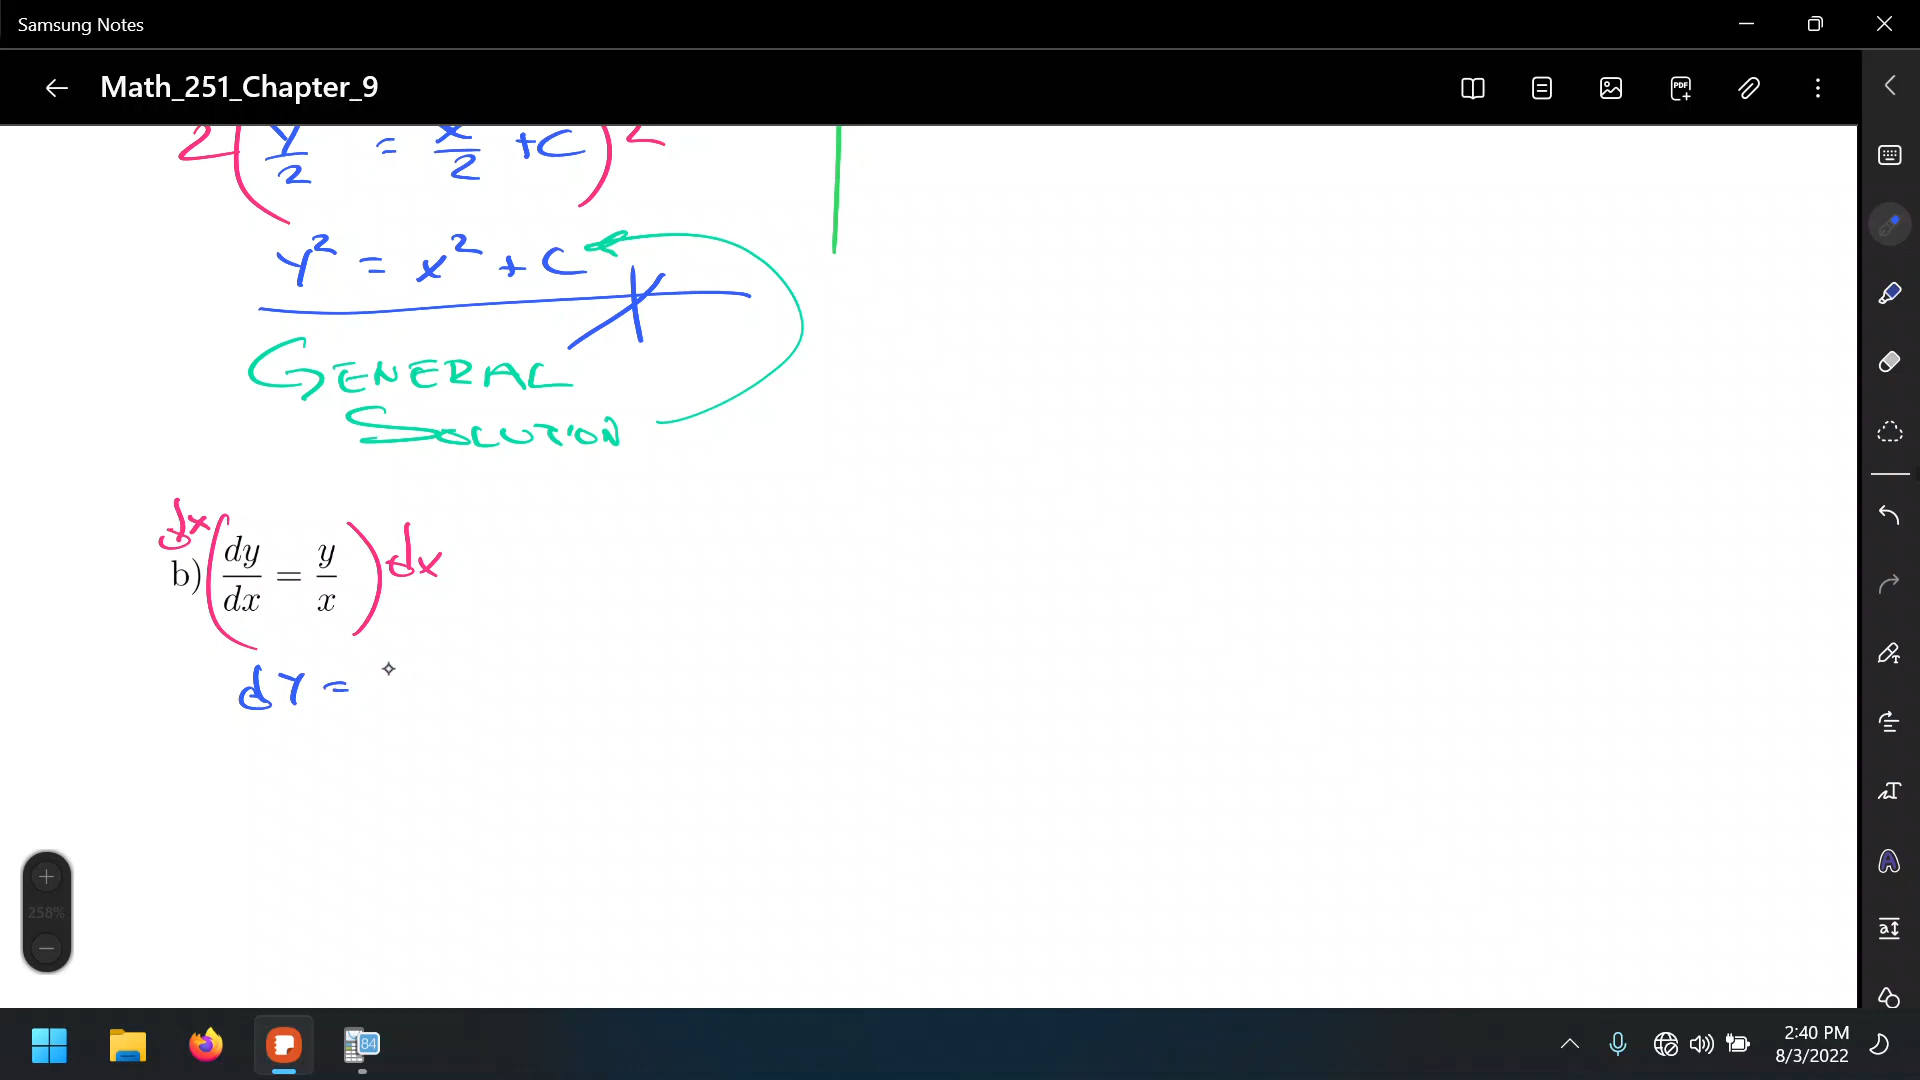 Samsung Notes
Math_251_Chapter_9
2 ( y/2 = x/2 + C ) 2
y² = x² + C
GENERAL
SOLUTION
dx dx
b) ( dy/dx = y/x )
dy =
258%
84
2:40 PM
8/3/2022